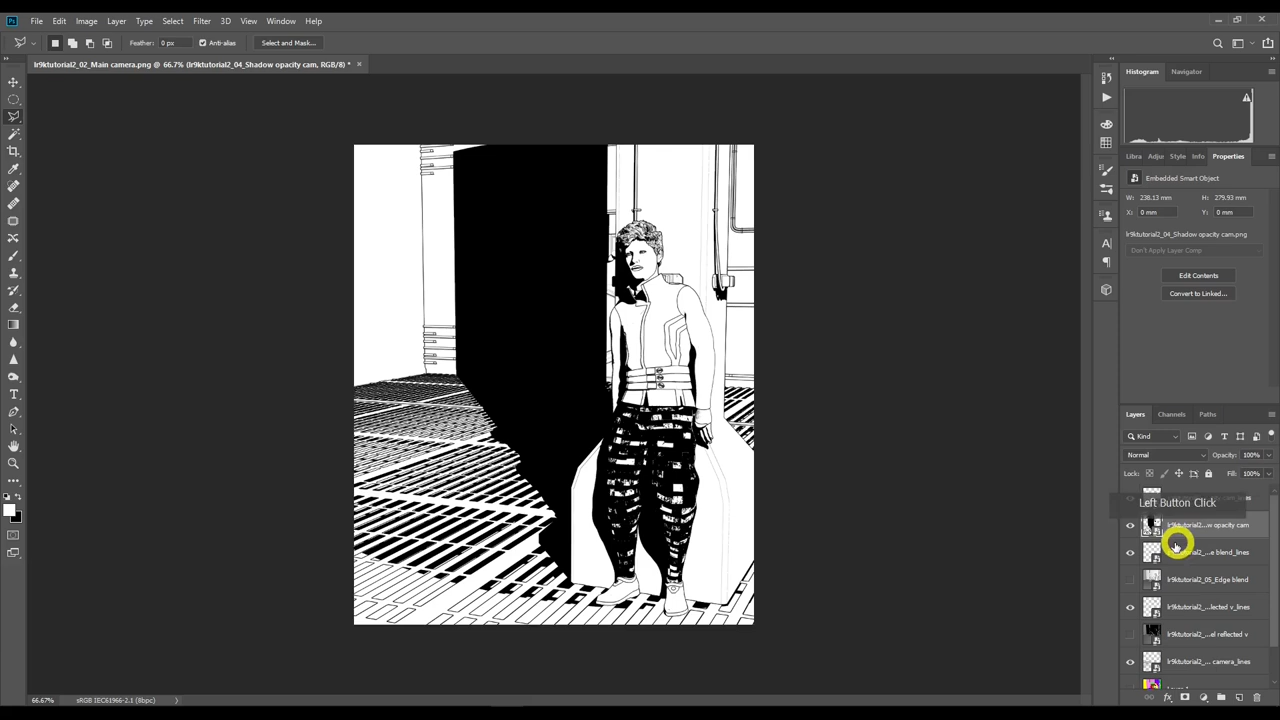 Ps File Edit Image Layer Type Select Filter 3D View Window Help
Feather: 0 px Anti-alias Select and Mask...
lr9ktutorial2_02_Main camera.png @ 66.7% (lr9ktutorial2_04_Shadow opacity cam, RGB/8) *
Histogram Navigator
Libra Adjus Style Info Properties
Embedded Smart Object
W: 238.13 mm H: 279.93 mm
X: 0 mm Y: 0 mm
lr9ktutorial2_04_Shadow opacity cam.png
Don't Apply Layer Comp
Edit Contents
Convert to Linked...
Layers Channels Paths
Kind
Normal Opacity: 100%
Lock: Fill: 100%
Left Button Click
lr9ktutorial2...w opacity cam
lr9ktutorial2_...e blend_lines
lr9ktutorial2_05_Edge blend
lr9ktutorial2_...lected v_lines
lr9ktutorial2_...el reflected v
lr9ktutorial2_... camera_lines
66.67% sRGB IEC61966-2.1 (8bpc)